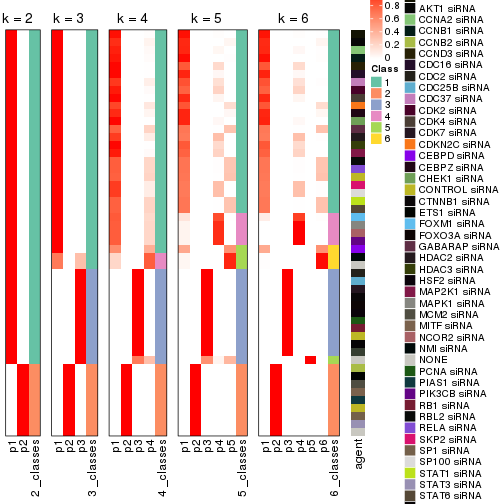 k = 2
k = 3
k = 4
k = 5
k = 6
p1
p2
2_classes
p1
p2
p3
3_classes
p1
p2
p3
p4
4_classes
p1
p2
p3
p4
p5
5_classes
p1
p2
p3
p4
p5
p6
6_classes
agent
0.8
0.6
0.4
0.2
0
Class
1
2
3
4
5
6
AKT1 siRNA
CCNA2 siRNA
CCNB1 siRNA
CCNB2 siRNA
CCND3 siRNA
CDC16 siRNA
CDC2 siRNA
CDC25B siRNA
CDC37 siRNA
CDK2 siRNA
CDK4 siRNA
CDK7 siRNA
CDKN2C siRNA
CEBPD siRNA
CEBPZ siRNA
CHEK1 siRNA
CONTROL siRNA
CTNNB1 siRNA
ETS1 siRNA
FOXM1 siRNA
FOXO3A siRNA
GABARAP siRNA
HDAC2 siRNA
HDAC3 siRNA
HSF2 siRNA
MAP2K1 siRNA
MAPK1 siRNA
MCM2 siRNA
MITF siRNA
NCOR2 siRNA
NMI siRNA
NONE
PCNA siRNA
PIAS1 siRNA
PIK3CB siRNA
RB1 siRNA
RBL2 siRNA
RELA siRNA
SKP2 siRNA
SP1 siRNA
SP100 siRNA
STAT1 siRNA
STAT3 siRNA
STAT6 siRNA